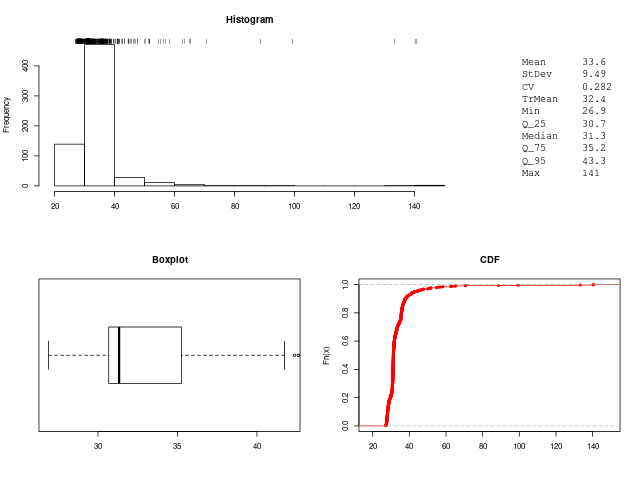 Histogram
Frequency
0 100 200 300 400
20 40 60 80 100 120 140
Mean 33.6
StDev 9.49
CV 0.282
TrMean 32.4
Min 26.9
Q_25 30.7
Median 31.3
Q_75 35.2
Q_95 43.3
Max 141
Boxplot
30 35 40
CDF
Fn(x)
0.0 0.2 0.4 0.6 0.8 1.0
20 40 60 80 100 120 140